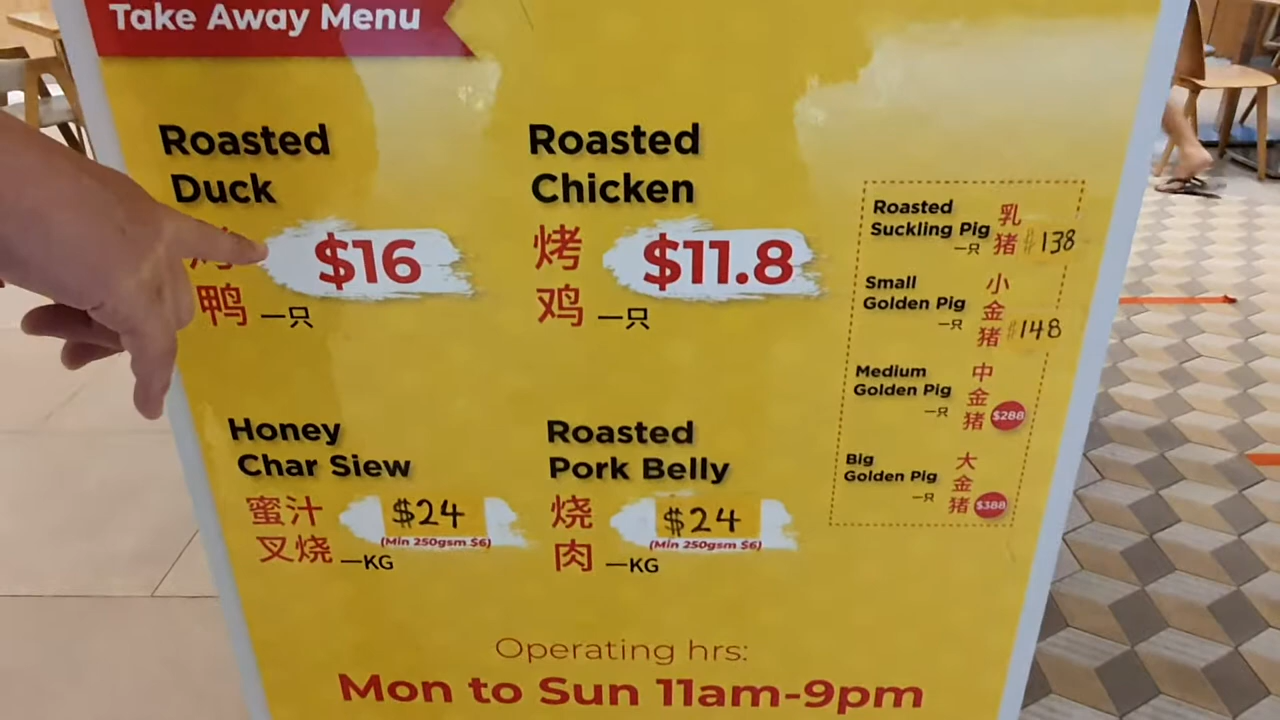 Take Away Menu
Roasted
Duck
鸭 一只
$16
Roasted
Chicken
烤
鸡 一只
$11.8
Honey
Char Siew
蜜汁
叉烧 一KG
$24
(Min 250gsm $6)
Roasted
Pork Belly
烧
肉 一KG
$24
(Min 250gsm $6)
Roasted
Suckling Pig
一只
乳
猪 $138
Small
Golden Pig
一只
小
金
猪 $148
Medium
Golden Pig
一只
中
金
猪 $288
Big
Golden Pig
一只
大
金
猪 $388
Operating hrs:
Mon to Sun 11am-9pm